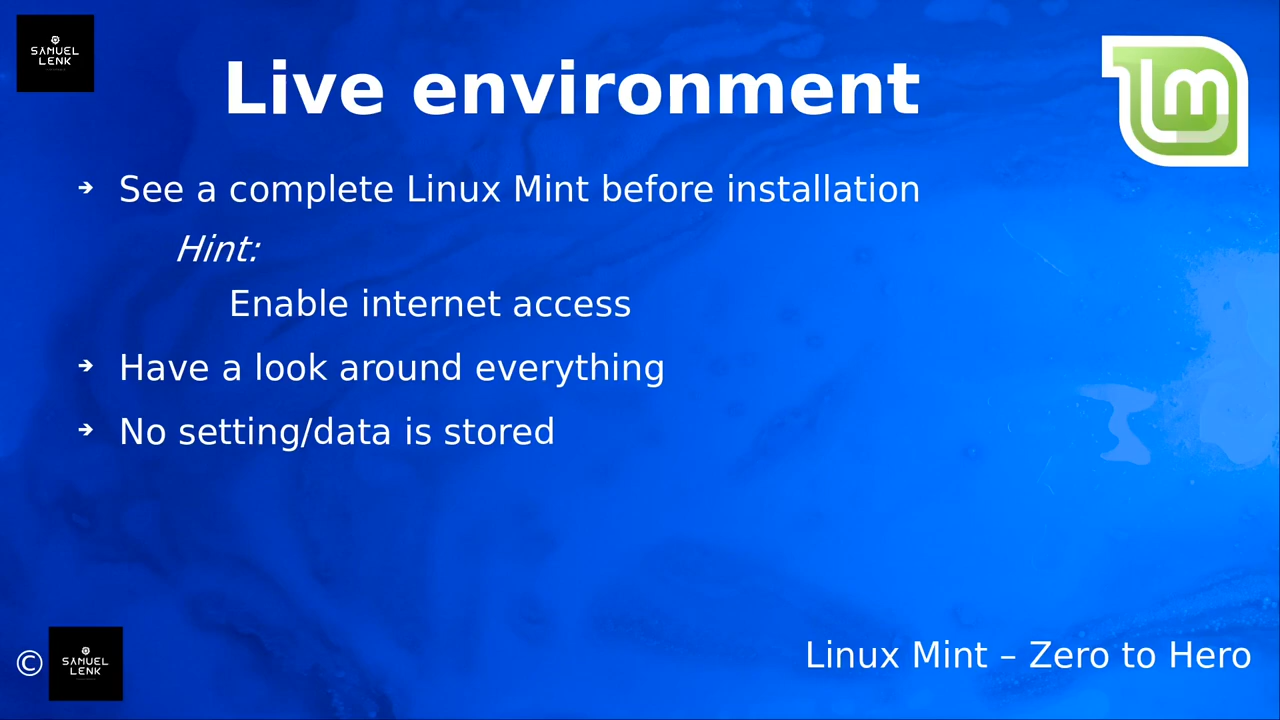 SAMUEL
LENK
Live environment
lm
➔ See a complete Linux Mint before installation
Hint:
Enable internet access
➔ Have a look around everything
➔ No setting/data is stored
©
SAMUEL
LENK
Linux Mint – Zero to Hero